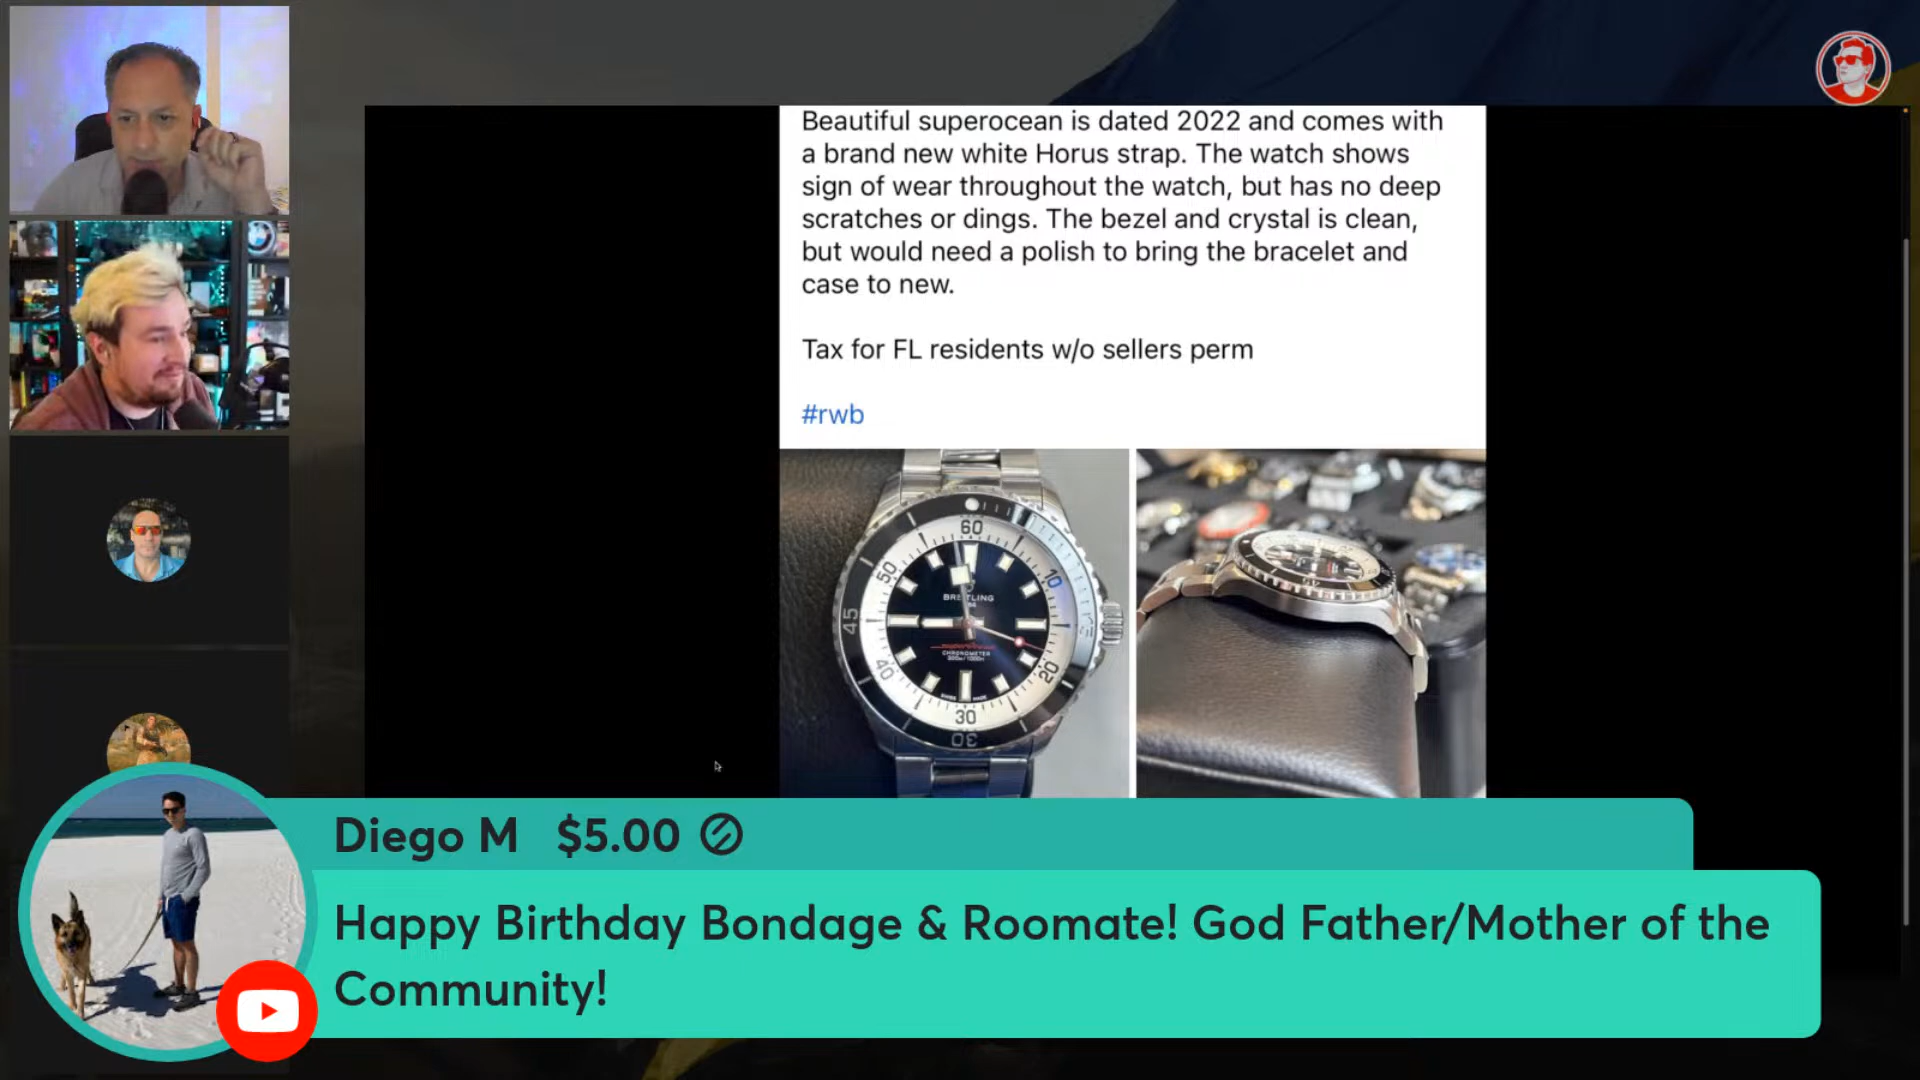 Beautiful superocean is dated 2022 and comes with
a brand new white Horus strap. The watch shows
sign of wear throughout the watch, but has no deep
scratches or dings. The bezel and crystal is clean,
but would need a polish to bring the bracelet and
case to new.
Tax for FL residents w/o sellers perm
#rwb
60
50
10
BREITLING
45
CHRONOMETER
40
20
30
30
Diego M $5.00
Happy Birthday Bondage & Roomate! God Father/Mother of the
Community!